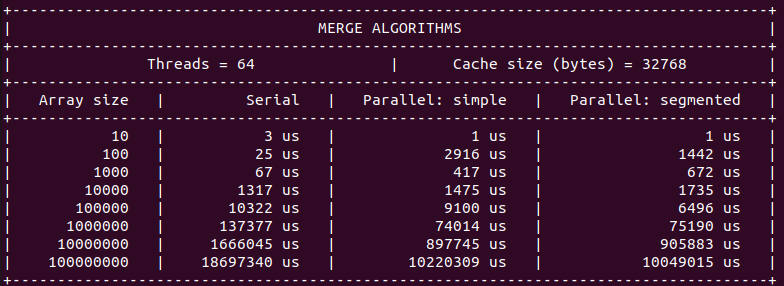 MERGE ALGORITHMS
Threads = 64 | Cache size (bytes) = 32768
Array size | Serial | Parallel: simple | Parallel: segmented
10 | 3 us | 1 us | 1 us
100 | 25 us | 2916 us | 1442 us
1000 | 67 us | 417 us | 672 us
10000 | 1317 us | 1475 us | 1735 us
100000 | 10322 us | 9100 us | 6496 us
1000000 | 137377 us | 74014 us | 75190 us
10000000 | 1666045 us | 897745 us | 905883 us
100000000 | 18697340 us | 10220309 us | 10049015 us